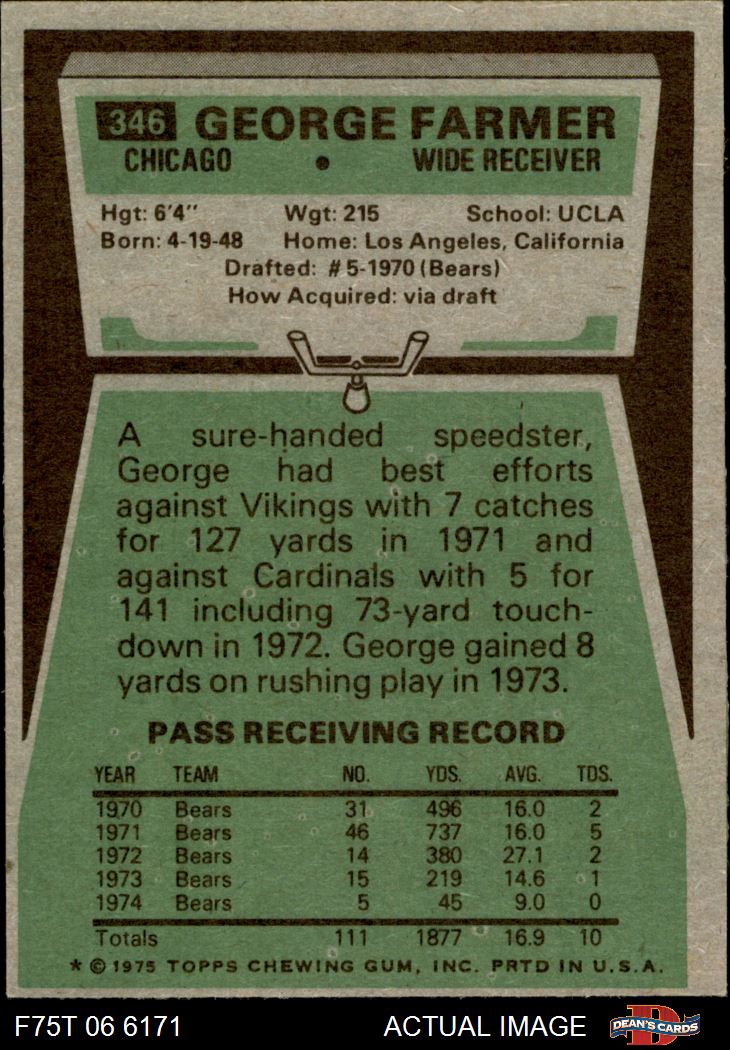 346 GEORGE FARMER
CHICAGO • WIDE RECEIVER
Hgt: 6'4" Wgt: 215 School: UCLA
Born: 4-19-48 Home: Los Angeles, California
Drafted: #5-1970 (Bears)
How Acquired: via draft
A sure-handed speedster,
George had best efforts
against Vikings with 7 catches
for 127 yards in 1971 and
against Cardinals with 5 for
141 including 73-yard touch-
down in 1972. George gained 8
yards on rushing play in 1973.
PASS RECEIVING RECORD
YEAR TEAM NO. YDS. AVG. TDS.
1970 Bears 31 496 16.0 2
1971 Bears 46 737 16.0 5
1972 Bears 14 380 27.1 2
1973 Bears 15 219 14.6 1
1974 Bears 5 45 9.0 0
Totals 111 1877 16.9 10
* © 1975 TOPPS CHEWING GUM, INC. PRTD IN U.S.A.
F75T 06 6171 ACTUAL IMAGE DEAN'S CARDS